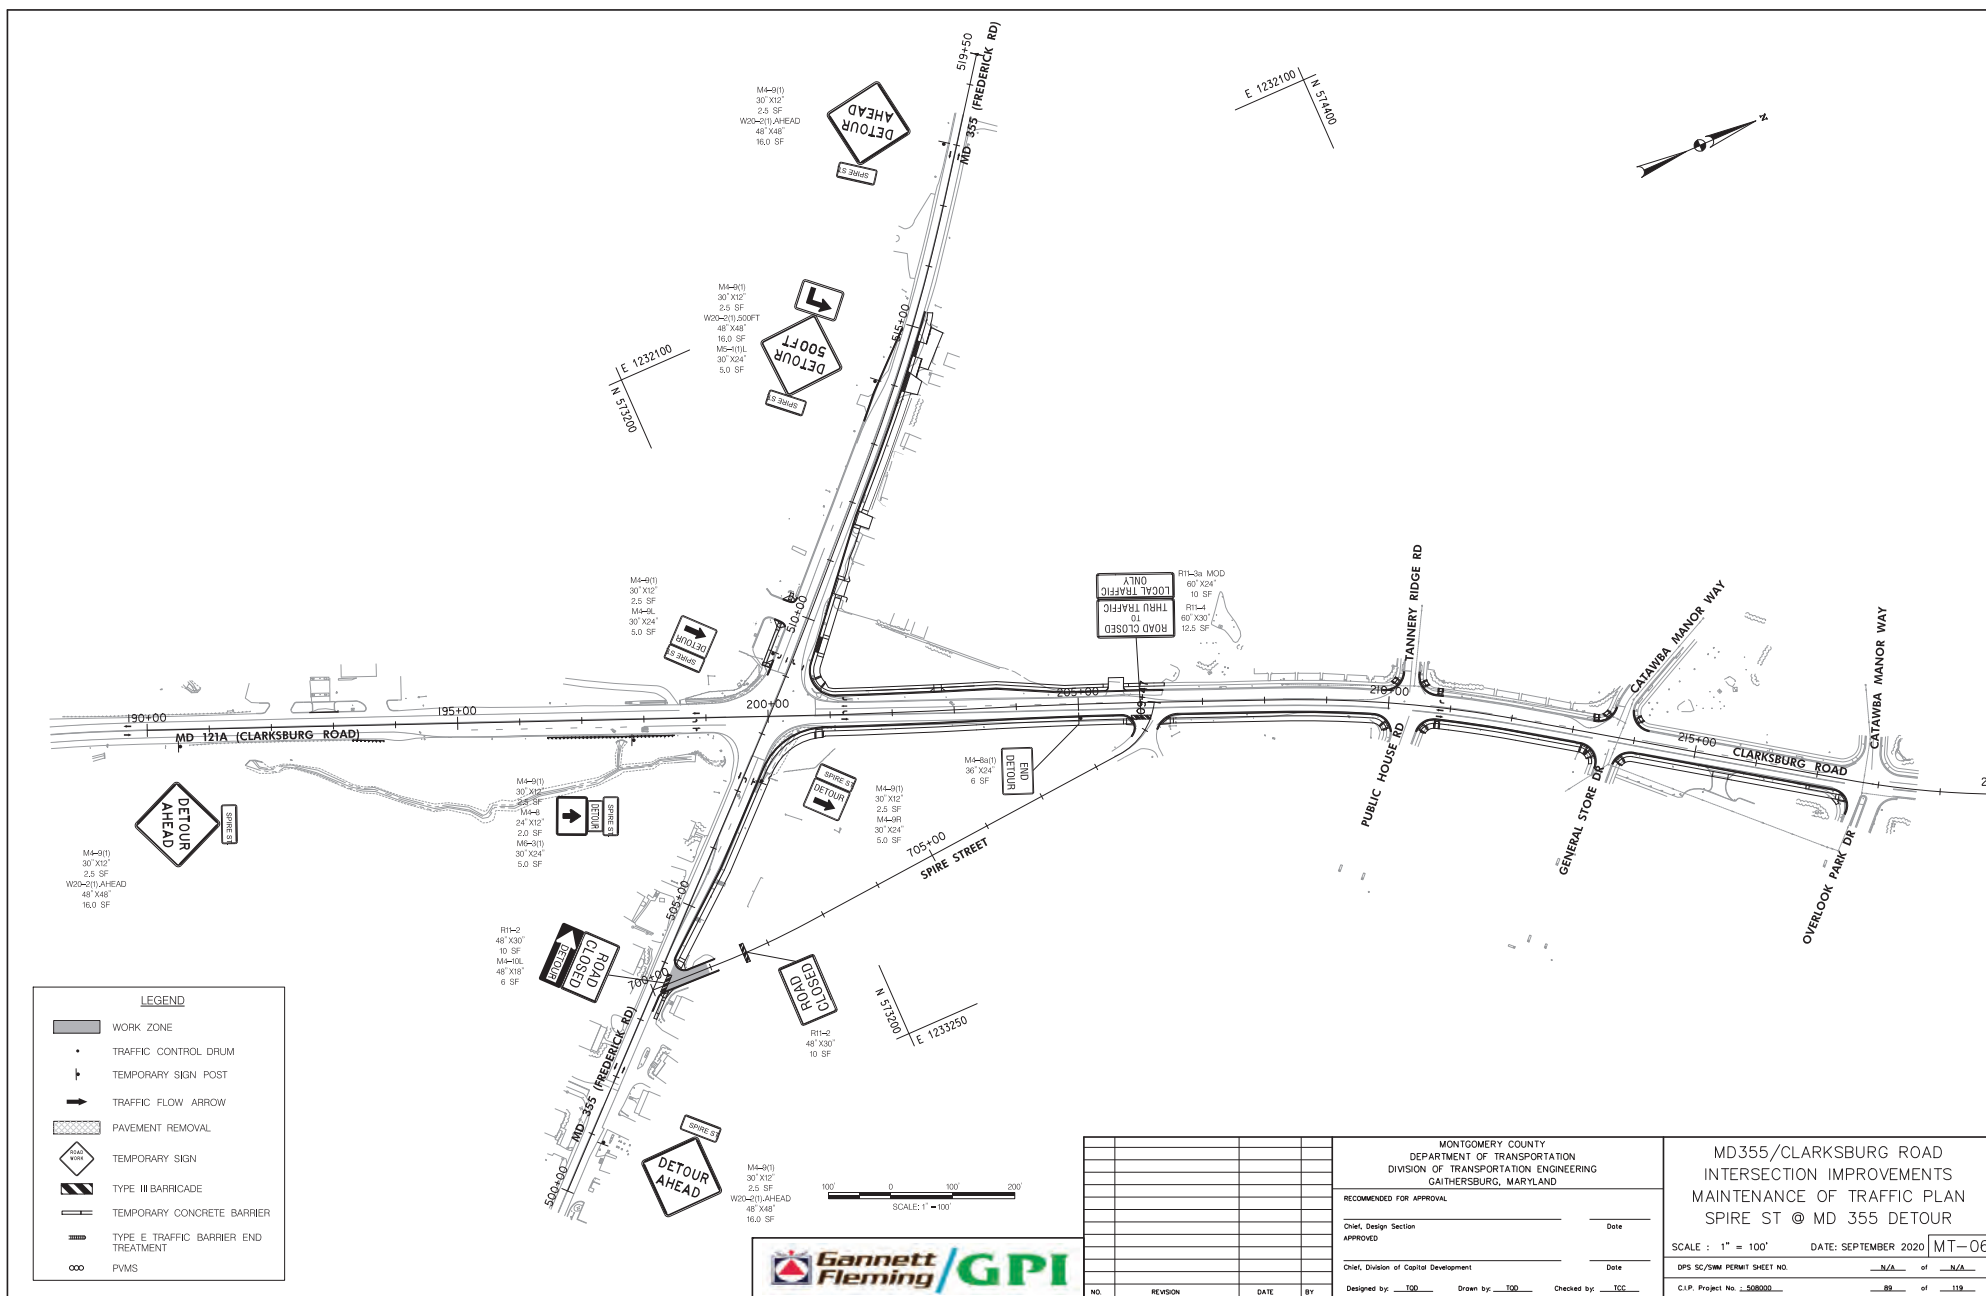 519+50
MD 355 (FREDERICK RD)
M4-9(1)
30"X12"
2.5 SF
W20-2(1).AHEAD
48"X48"
16.0 SF
DETOUR
AHEAD
SPIRE ST
E 1232100
N 574400
N
M4-9(1)
30"X12"
2.5 SF
W20-2(1).500FT
48"X48"
16.0 SF
M5-1(1)L
30"X24"
5.0 SF
DETOUR
500FT
SPIRE ST
515+00
E 1232100
N 573200
M4-9(1)
30"X12"
2.5 SF
M4-9L
30"X24"
5.0 SF
DETOUR
SPIRE ST
510+00
ROAD CLOSED
TO
THRU TRAFFIC
LOCAL TRAFFIC
ONLY
R11-3a MOD
60"X24"
10 SF
R11-4
60"X30"
12.5 SF
TANNERY RIDGE RD
CATAWBA MANOR WAY
CATAWBA MANOR WAY
190+00
195+00
200+00
205+00
210+00
215+00
MD 121A (CLARKSBURG ROAD)
CLARKSBURG ROAD
PUBLIC HOUSE RD
GENERAL STORE DR
OVERLOOK PARK DR
DETOUR
AHEAD
SPIRE ST
M4-9(1)
30"X12"
2.5 SF
W20-2(1).AHEAD
48"X48"
16.0 SF
M4-9(1)
30"X12"
2.5 SF
M4-8
24"X12"
2.0 SF
M6-3(1)
30"X24"
5.0 SF
DETOUR
SPIRE ST
SPIRE ST
DETOUR
M4-9(1)
30"X12"
2.5 SF
M4-9R
30"X24"
5.0 SF
M4-8a(1)
36"X24"
6 SF
END
DETOUR
705+00
SPIRE STREET
505+00
R11-2
48"X30"
10 SF
M4-10L
48"X18"
6 SF
ROAD
CLOSED
DETOUR
700+00
ROAD
CLOSED
R11-2
48"X30"
10 SF
N 573200
E 1233250
MD 355 (FREDERICK RD)
500+00
SPIRE ST
DETOUR
AHEAD
M4-9(1)
30"X12"
2.5 SF
W20-2(1).AHEAD
48"X48"
16.0 SF
LEGEND
WORK ZONE
TRAFFIC CONTROL DRUM
TEMPORARY SIGN POST
TRAFFIC FLOW ARROW
PAVEMENT REMOVAL
ROAD
WORK
TEMPORARY SIGN
TYPE III BARRICADE
TEMPORARY CONCRETE BARRIER
TYPE E TRAFFIC BARRIER END
TREATMENT
PVMS
100' 0 100' 200'
SCALE: 1" = 100'
Gannett
Fleming
GPI
NO. REVISION DATE BY
MONTGOMERY COUNTY
DEPARTMENT OF TRANSPORTATION
DIVISION OF TRANSPORTATION ENGINEERING
GAITHERSBURG, MARYLAND
RECOMMENDED FOR APPROVAL
Chief, Design Section Date
APPROVED
Chief, Division of Capital Development Date
Designed by: TQD Drawn by: TQD Checked by: TCC
MD355/CLARKSBURG ROAD
INTERSECTION IMPROVEMENTS
MAINTENANCE OF TRAFFIC PLAN
SPIRE ST @ MD 355 DETOUR
SCALE : 1" = 100' DATE: SEPTEMBER 2020 MT-06
DPS SC/SWM PERMIT SHEET NO. N/A of N/A
C.I.P. Project No. : 508000 89 of 119